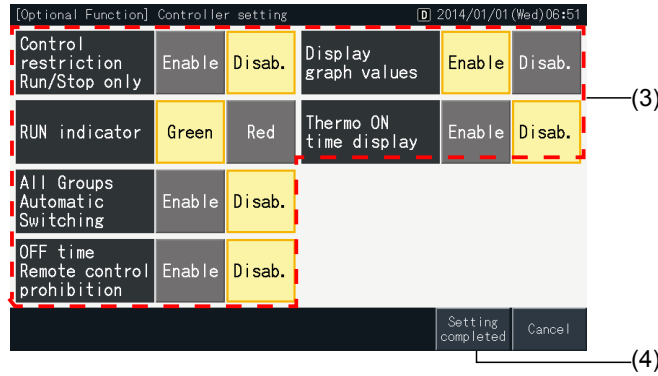 [Optional Function] Controller setting
D 2014/01/01(Wed)06:51
Control
restriction
Run/Stop only
Enable
Disab.
Display
graph values
Enable
Disab.
(3)
RUN indicator
Green
Red
Thermo ON
time display
Enable
Disab.
All Groups
Automatic
Switching
Enable
Disab.
OFF time
Remote control
prohibition
Enable
Disab.
Setting
completed
Cancel
(4)